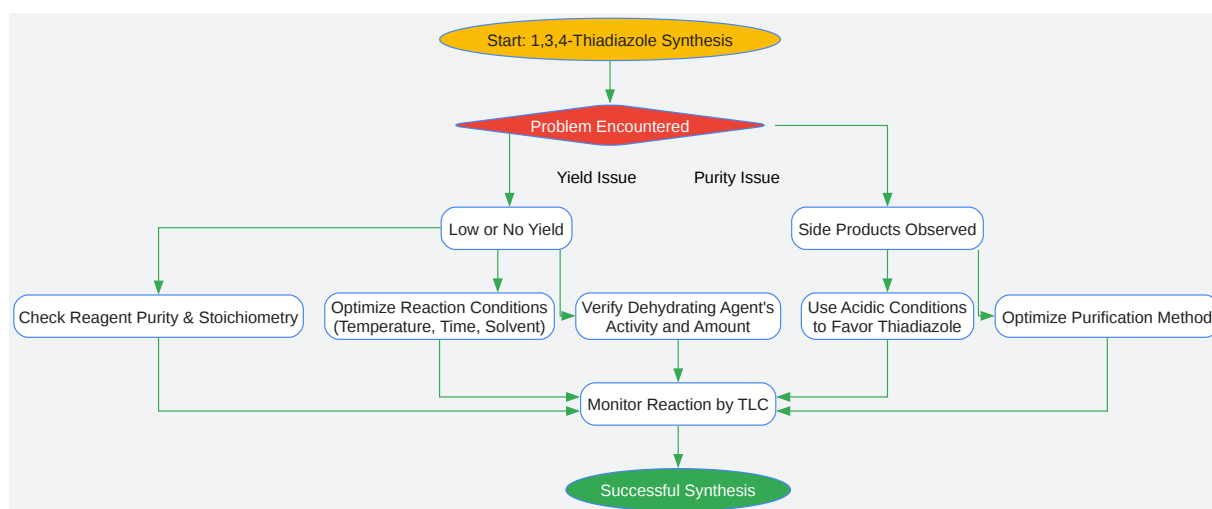 Start: 1,3,4-Thiadiazole Synthesis
Problem Encountered
Yield Issue
Purity Issue
Low or No Yield
Side Products Observed
Check Reagent Purity & Stoichiometry
Optimize Reaction Conditions
(Temperature, Time, Solvent)
Verify Dehydrating Agent's
Activity and Amount
Use Acidic Conditions
to Favor Thiadiazole
Optimize Purification Method
Monitor Reaction by TLC
Successful Synthesis